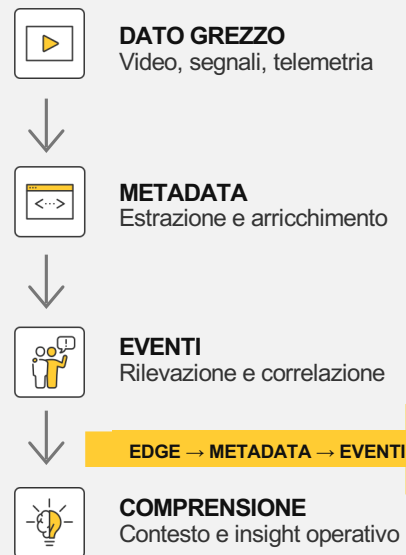 DATO GREZZO
Video, segnali, telemetria
<···>
METADATA
Estrazione e arricchimento
!
EVENTI
Rilevazione e correlazione
EDGE → METADATA → EVENTI
COMPRENSIONE
Contesto e insight operativo